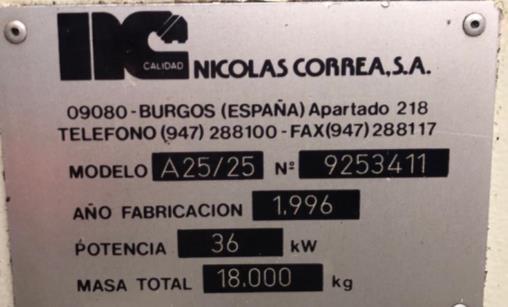 nc
CALIDAD
NICOLAS CORREA, S.A.
09080-BURGOS (ESPAÑA) Apartado 218
TELEFONO (947) 288100-FAX(947) 288117
MODELO A25/25 Nº 9253411
AÑO FABRICACION 1.996
POTENCIA 36 kW
MASA TOTAL 18.000 kg